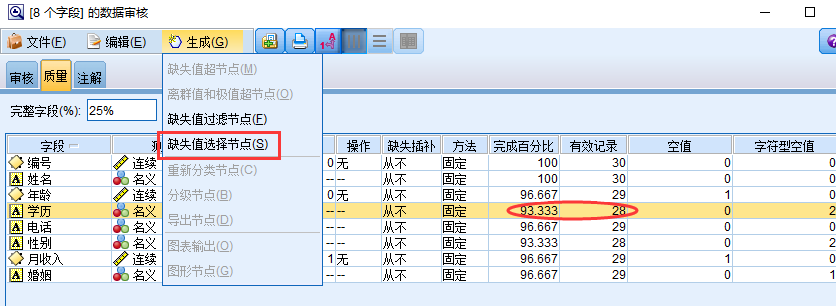 [8 个字段] 的数据审核
文件(F) 编辑(E) 生成(G)
审核 质量 注解
完整字段(%): 25%
缺失值超节点(M)
离群值和极值超节点(O)
缺失值过滤节点(F)
缺失值选择节点(S)
重新分类节点(C)
分级节点(B)
导出节点(D)
图表输出(O)
图形节点(G)
字段 操作 缺失插补 方法 完成百分比 有效记录 空值 字符型空值
编号 连续 0 无 从不 固定 100 30 0 0
姓名 名义 -- -- 从不 固定 100 30 0 0
年龄 连续 0 无 从不 固定 96.667 29 1
学历 名义 -- -- 从不 固定 93.333 28 0 2
电话 名义 -- -- 从不 固定 96.667 29 0
性别 名义 -- -- 从不 固定 93.333 28 0 2
月收入 连续 1 无 从不 固定 96.667 29 1
婚姻 名义 -- -- 从不 固定 96.667 29 0 1